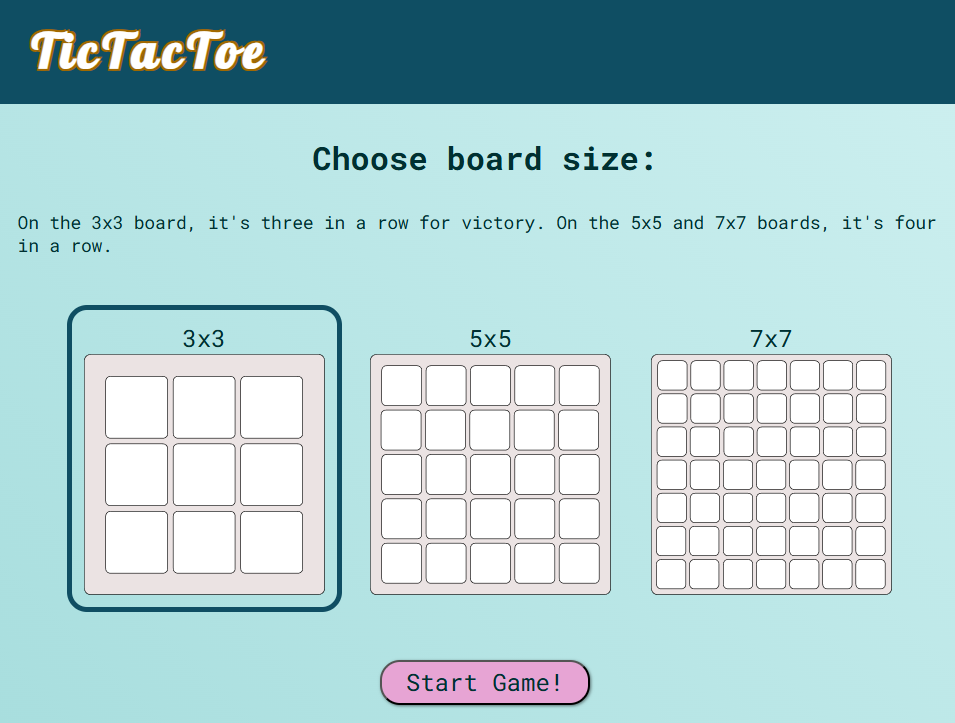 TicTacToe
Choose board size:
On the 3x3 board, it's three in a row for victory. On the 5x5 and 7x7 boards, it's four
in a row.
3x3
5x5
7x7
Start Game!